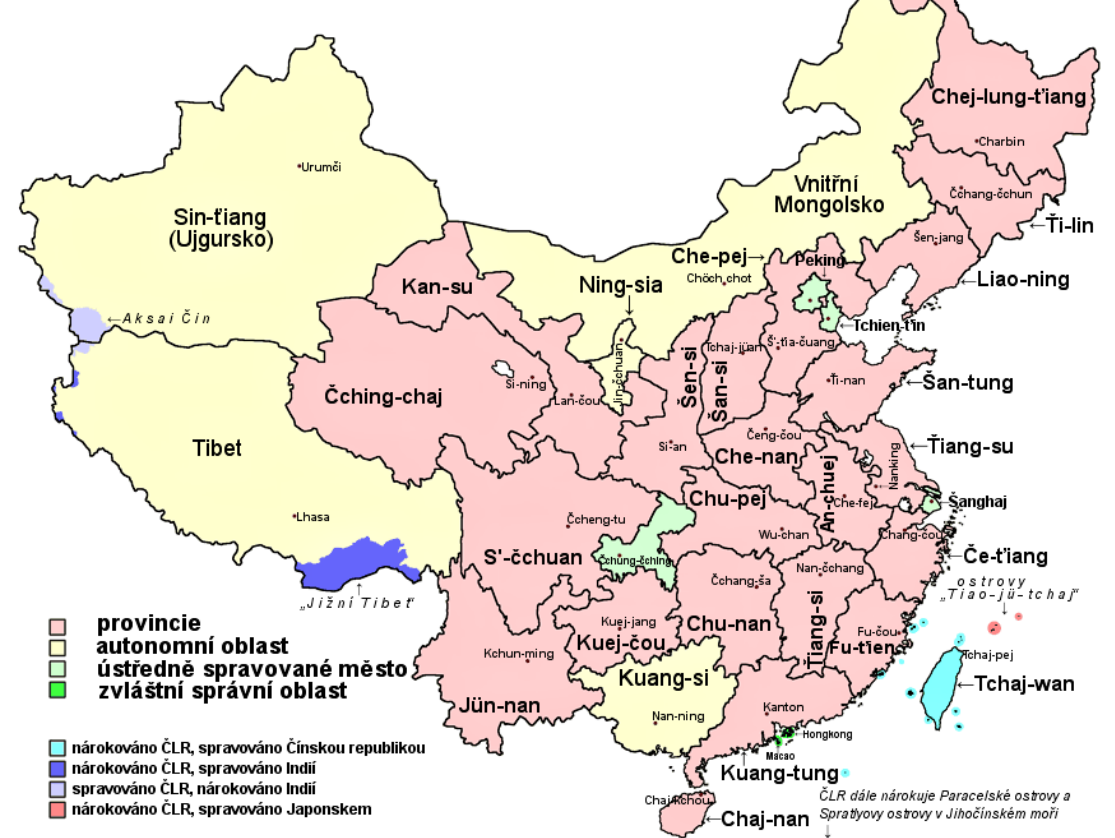 Chej-lung-ťiang
Charbin
Urumči
Vnitřní
Mongolsko
Čchang-čchun
Sin-ťiang
(Ujgursko)
←Ťi-lin
Šen-jang
Che-pej→
Peking
Chöch chot
Liao-ning
Kan-su
Ning-sia
←Aksai Čin
←Tchien-ťin
Tchaj-jüan
Š'-ťia-čuang
Jin-čchuan
Šen-si
Šan-si
Si-ning
Ťi-nan
Šan-tung
Čching-chaj
Lan-čou
Čeng-čou
Tibet
Si-an
Che-nan
←Ťiang-su
Nanking
An-chuej
Chu-pej
Che-fej
Šanghaj
Lhasa
Čcheng-tu
Wu-chan
Chang-čou
S'-čchuan
Čchung-čching
Nan-čchang
←Če-ťiang
Čchang-ša
ostrovy
„Tiao-jü-tchaj“
„Jižní Tibet“
Kuej-jang
Chu-nan
Ťiang-si
Fu-čou
Kuej-čou
Fu-ťien
Kchun-ming
Tchaj-pej
provincie
autonomní oblast
ústředně spravované město
zvláštní správní oblast
Kuang-si
←Tchaj-wan
Jün-nan
Nan-ning
Kanton
Hongkong
Macao
nárokováno ČLR, spravováno Čínskou republikou
nárokováno ČLR, spravováno Indií
spravováno ČLR, nárokováno Indií
nárokováno ČLR, spravováno Japonskem
Kuang-tung
Chaj-kchou
←Chaj-nan
ČLR dále nárokuje Paracelské ostrovy a
Spratlyovy ostrovy v Jihočínském moři